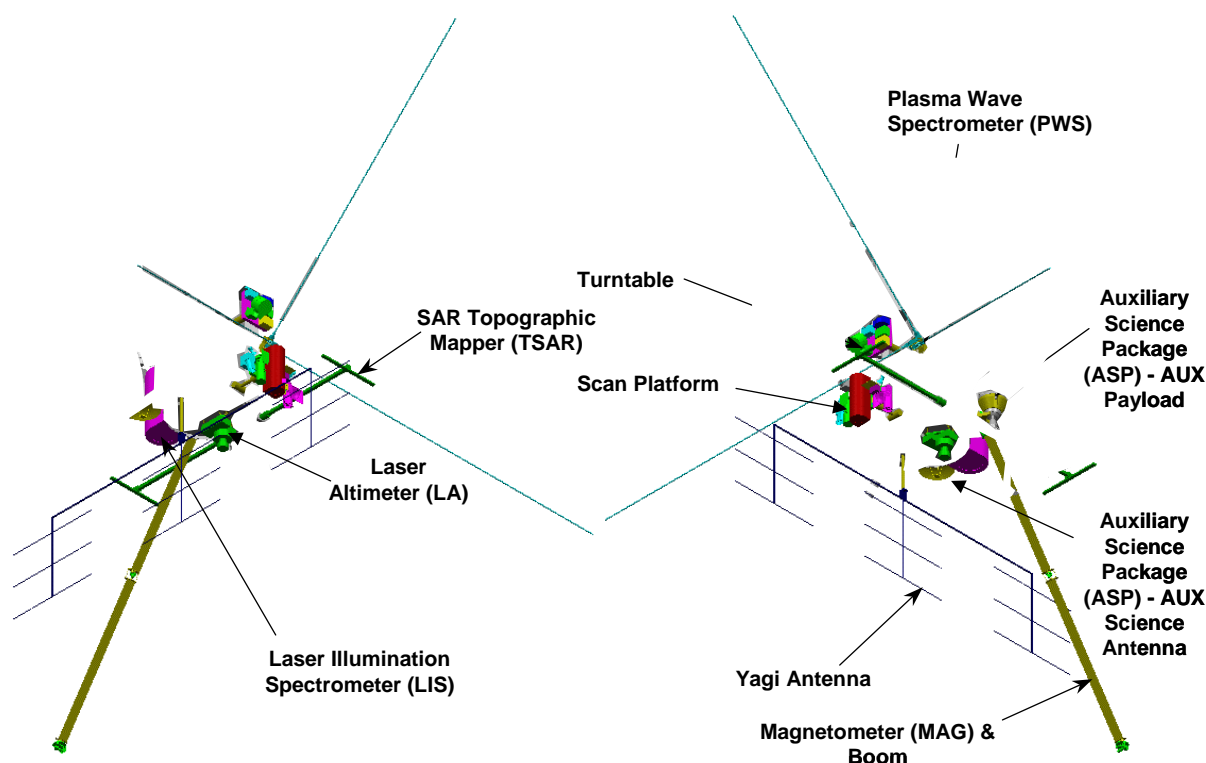 Plasma Wave
Spectrometer (PWS)
Turntable
SAR Topographic
Mapper (TSAR)
Scan Platform
Auxiliary
Science
Package
(ASP) - AUX
Payload
Laser
Altimeter (LA)
Auxiliary
Science
Package
(ASP) - AUX
Science
Antenna
Laser Illumination
Spectrometer (LIS)
Yagi Antenna
Magnetometer (MAG) &
Boom